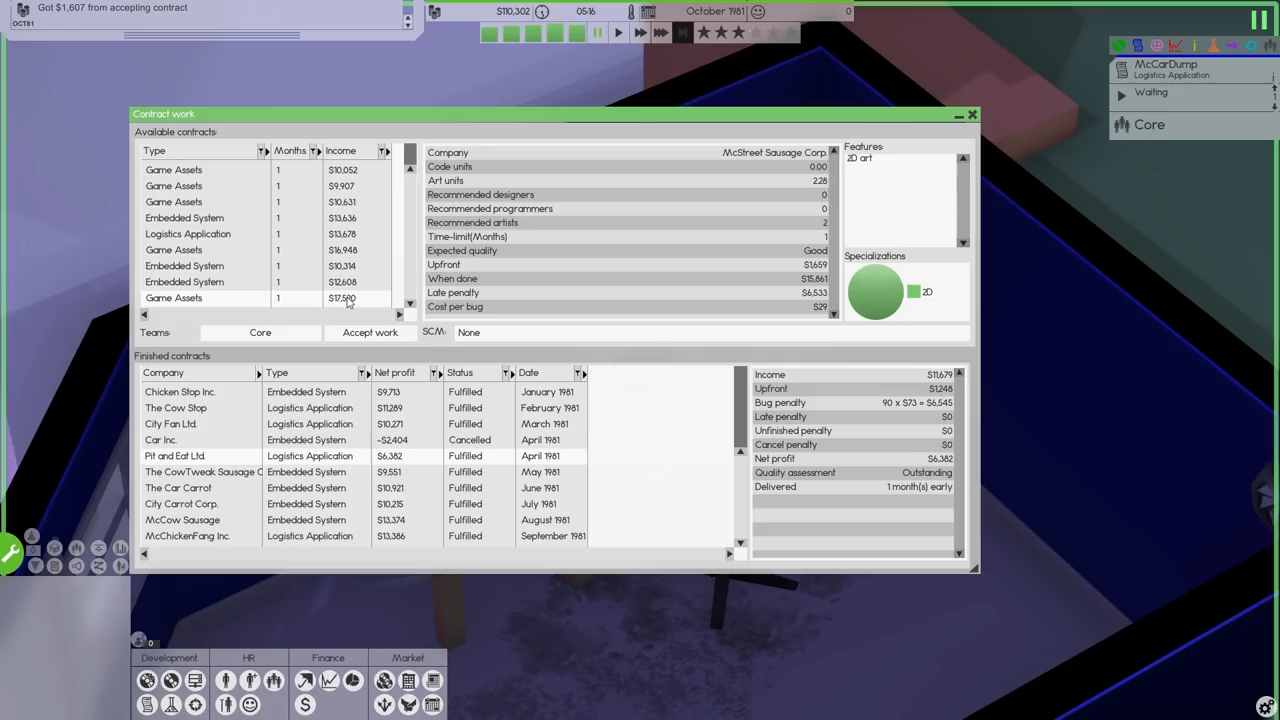 Got $1,607 from accepting contract
OCT81
$110,302
05:16
October 1981
0
McCarDump
Logistics Application
i
Waiting
1
Core
Contract work
Available contracts:
Type Months Income
Game Assets 1 $10,052
Game Assets 1 $9,907
Game Assets 1 $10,631
Embedded System 1 $13,636
Logistics Application 1 $13,678
Game Assets 1 $16,948
Embedded System 1 $10,314
Embedded System 1 $12,608
Game Assets 1
Company McStreet Sausage Corp.
Code units 0.00
Art units 2.28
Recommended designers 0
Recommended programmers 0
Recommended artists 2
Time-limit(Months) 1
Expected quality Good
Upfront $1,659
When done $15,861
Late penalty $6,533
Cost per bug $29
Features:
2D art
Specializations:
2D
Teams: Core Accept work SCM: None
Finished contracts:
Company Type Net profit Status Date
Chicken Stop Inc. Embedded System $9,713 Fulfilled January 1981
The Cow Stop Logistics Application $11,289 Fulfilled February 1981
City Fan Ltd. Logistics Application $10,271 Fulfilled March 1981
Car Inc. Embedded System -$2,404 Cancelled April 1981
Pit and Eat Ltd. Logistics Application $6,382 Fulfilled April 1981
The CowTweak Sausage C Embedded System $9,551 Fulfilled May 1981
The Car Carrot Embedded System $10,921 Fulfilled June 1981
City Carrot Corp. Embedded System $10,215 Fulfilled July 1981
McCow Sausage Embedded System $13,374 Fulfilled August 1981
McChickenFang Inc. Logistics Application $13,386 Fulfilled September 1981
Income $11,679
Upfront $1,248
Bug penalty 90 x $73 = $6,545
Late penalty $0
Unfinished penalty $0
Cancel penalty $0
Net profit $6,382
Quality assessment Outstanding
Delivered 1 month(s) early
0
0
Development HR Finance Market